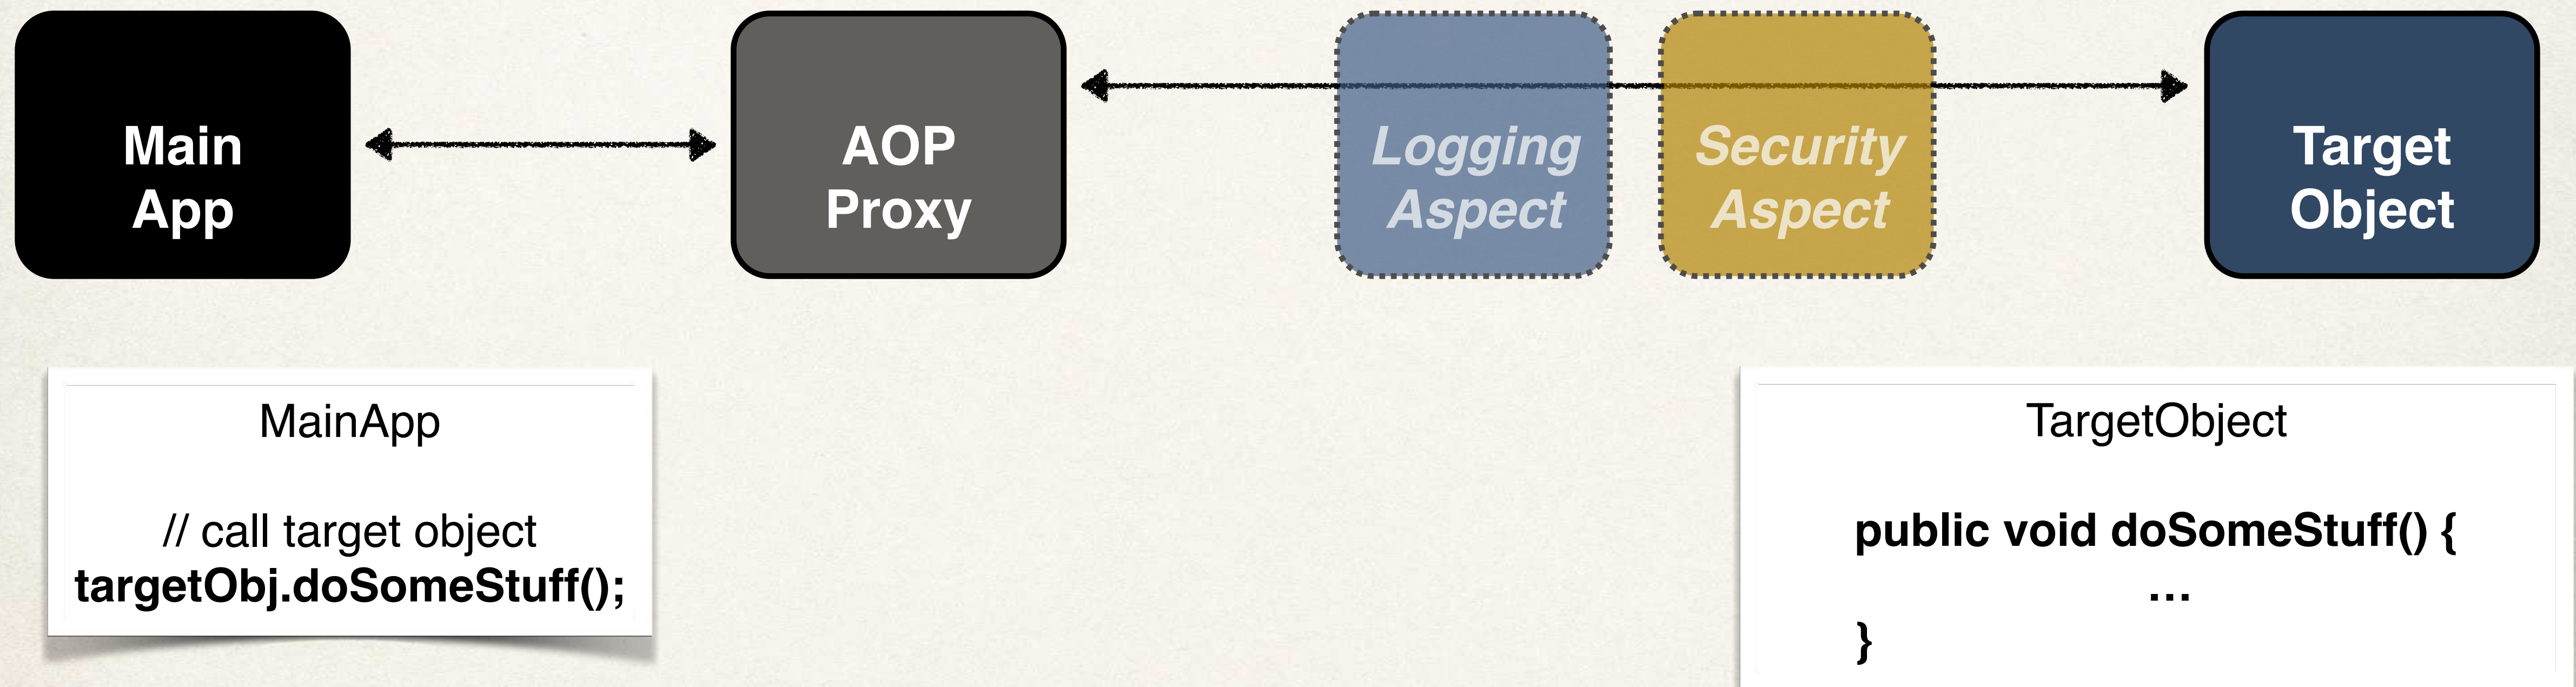 Main
App
AOP
Proxy
Logging
Aspect
Security
Aspect
Target
Object
MainApp
// call target object
targetObj.doSomeStuff();
TargetObject
public void doSomeStuff() {
...
}